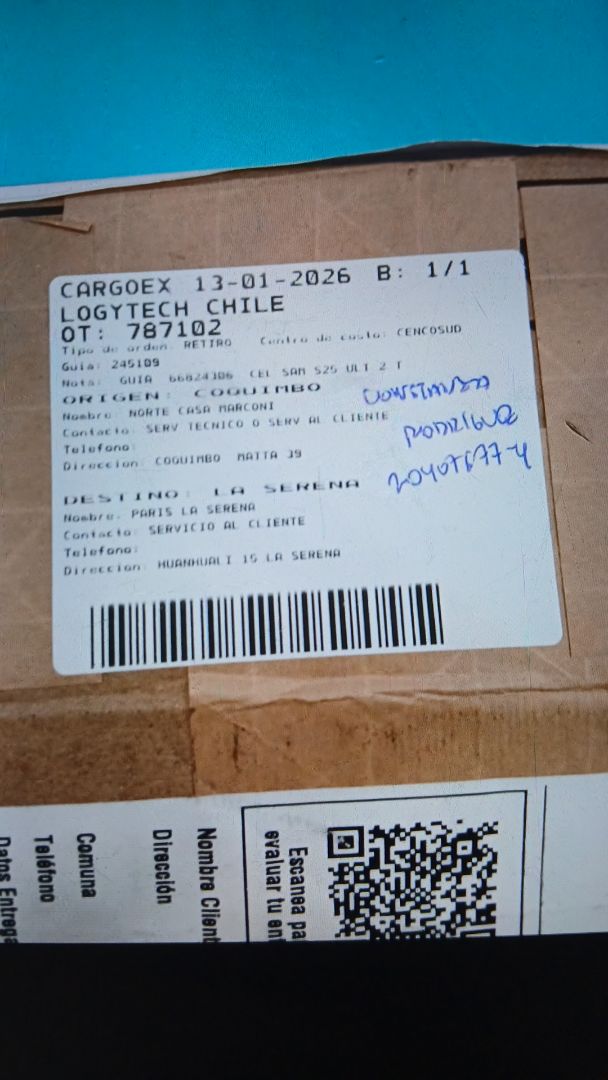 CARGOEX 13-01-2026 B: 1/1
LOGYTECH CHILE
OT: 787102
Tipo de orden: RETIRO Centro de costo: CENCOSUD
Guia: 245109
Nota: GUIA 66824306 CEL SAM S25 ULT 2 T
ORIGEN: COQUIMBO
Nombre: NORTE CASA MARCONI
Contacto: SERV TECNICO O SERV AL CLIENTE
Telefono:
Direccion: COQUIMBO MATTA 39
DESTINO: LA SERENA
Nombre: PARIS LA SERENA
Contacto: SERVICIO AL CLIENTE
Telefono:
Direccion: HUANHUALI 15 LA SERENA
Escanea pa
evaluar tu en
Nombre Client
Dirección
Comuna
Teléfono
Datos Entrega